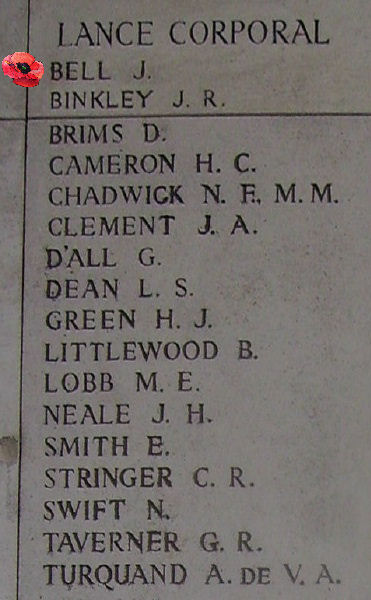 LANCE CORPORAL
BELL J.
BINKLEY J. R.
BRIMS D.
CAMERON H. C.
CHADWICK N. F., M. M.
CLEMENT J. A.
D'ALL G.
DEAN L. S.
GREEN H. J.
LITTLEWOOD B.
LOBB M. E.
NEALE J. H.
SMITH E.
STRINGER C. R.
SWIFT N.
TAVERNER G. R.
TURQUAND A. DE V. A.